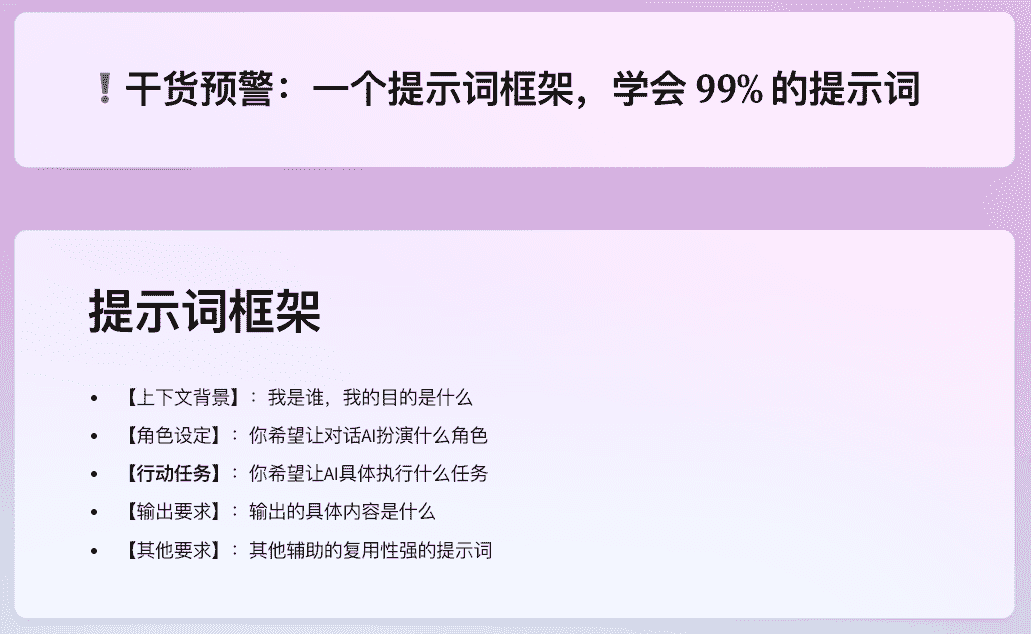 ❗干货预警：一个提示词框架，学会 99% 的提示词
提示词框架
• 【上下文背景】：我是谁，我的目的是什么
• 【角色设定】：你希望让对话AI扮演什么角色
• 【行动任务】：你希望让AI具体执行什么任务
• 【输出要求】：输出的具体内容是什么
• 【其他要求】：其他辅助的复用性强的提示词